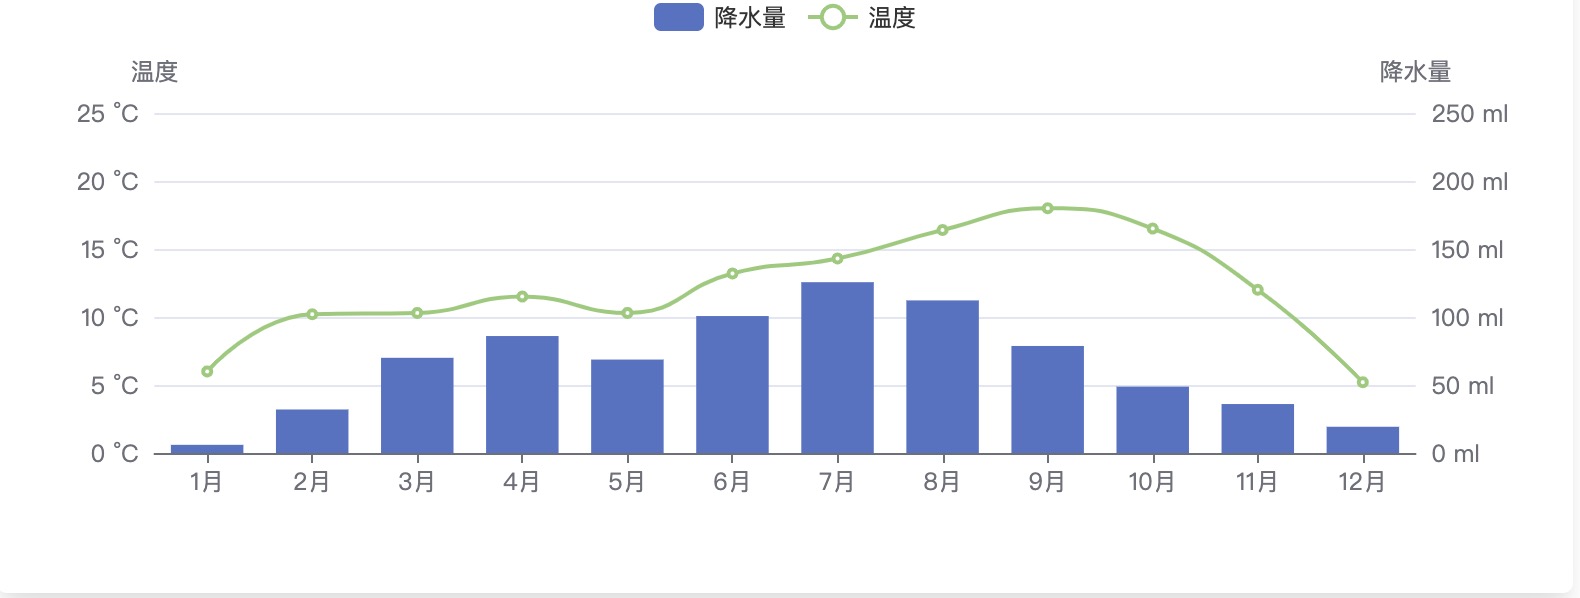 降水量 温度
温度 降水量
25 °C 250 ml
20 °C 200 ml
15 °C 150 ml
10 °C 100 ml
5 °C 50 ml
0 °C 0 ml
1月 2月 3月 4月 5月 6月 7月 8月 9月 10月 11月 12月